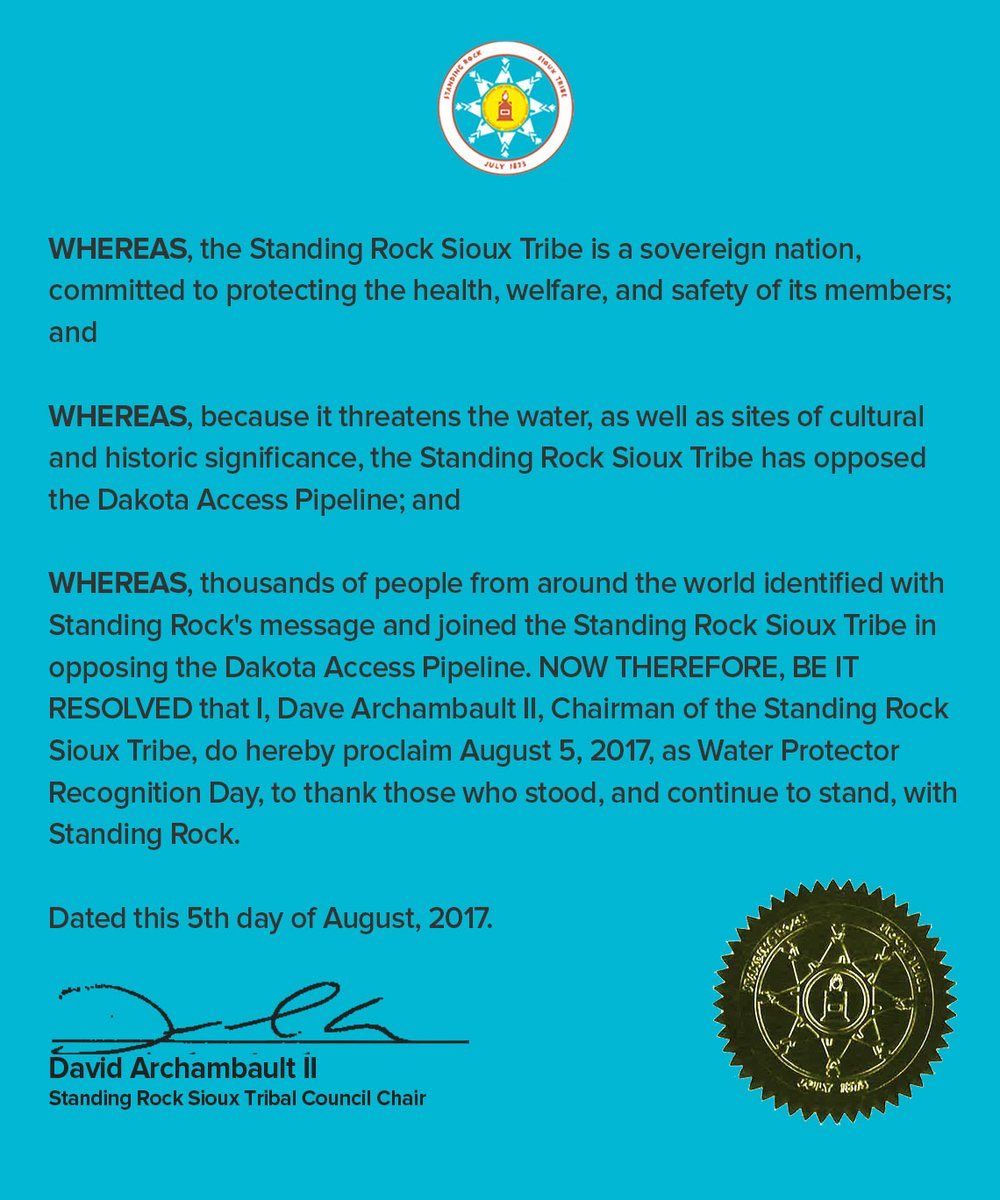 STANDING ROCK SIOUX TRIBE
JULY 1873
WHEREAS, the Standing Rock Sioux Tribe is a sovereign nation,
committed to protecting the health, welfare, and safety of its members;
and
WHEREAS, because it threatens the water, as well as sites of cultural
and historic significance, the Standing Rock Sioux Tribe has opposed
the Dakota Access Pipeline; and
WHEREAS, thousands of people from around the world identified with
Standing Rock's message and joined the Standing Rock Sioux Tribe in
opposing the Dakota Access Pipeline. NOW THEREFORE, BE IT
RESOLVED that I, Dave Archambault II, Chairman of the Standing Rock
Sioux Tribe, do hereby proclaim August 5, 2017, as Water Protector
Recognition Day, to thank those who stood, and continue to stand, with
Standing Rock.
Dated this 5th day of August, 2017.
David Archambault II
Standing Rock Sioux Tribal Council Chair
JULY 1873